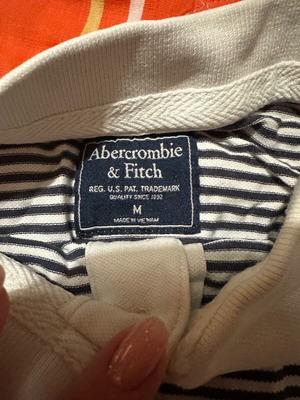 Abercrombie
& Fitch
REG. U.S. PAT. TRADEMARK
QUALITY SINCE 1892
M
MADE IN VIETNAM